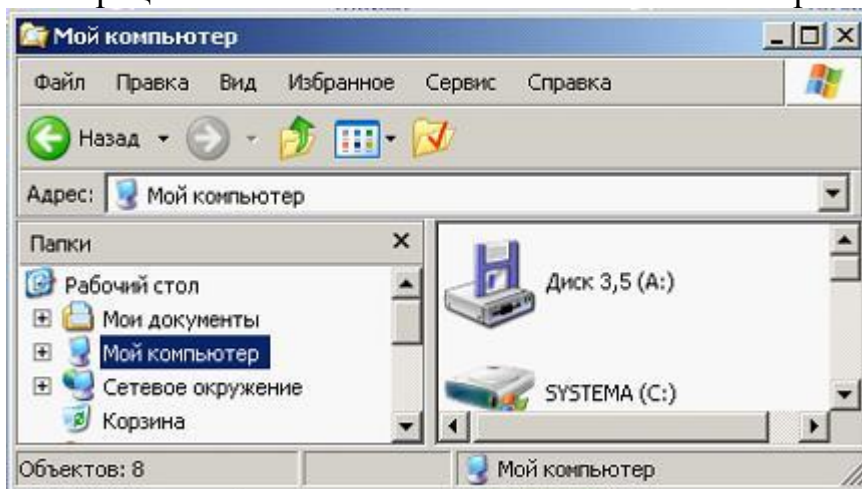 Мой компьютер
Файл Правка Вид Избранное Сервис Справка
Назад
Адрес: Мой компьютер
Папки
Рабочий стол
Мои документы
Мой компьютер
Сетевое окружение
Корзина
Диск 3,5 (A:)
SYSTEMA (C:)
Объектов: 8 Мой компьютер